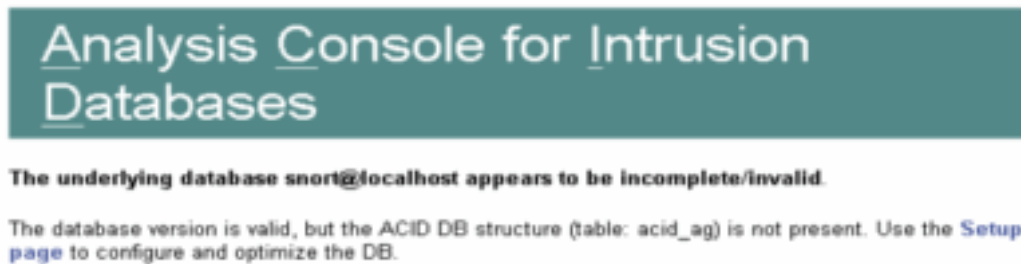 Analysis Console for Intrusion
Databases
The underlying database snort@localhost appears to be incomplete/invalid.
The database version is valid, but the ACID DB structure (table: acid_ag) is not present. Use the Setup
page to configure and optimize the DB.